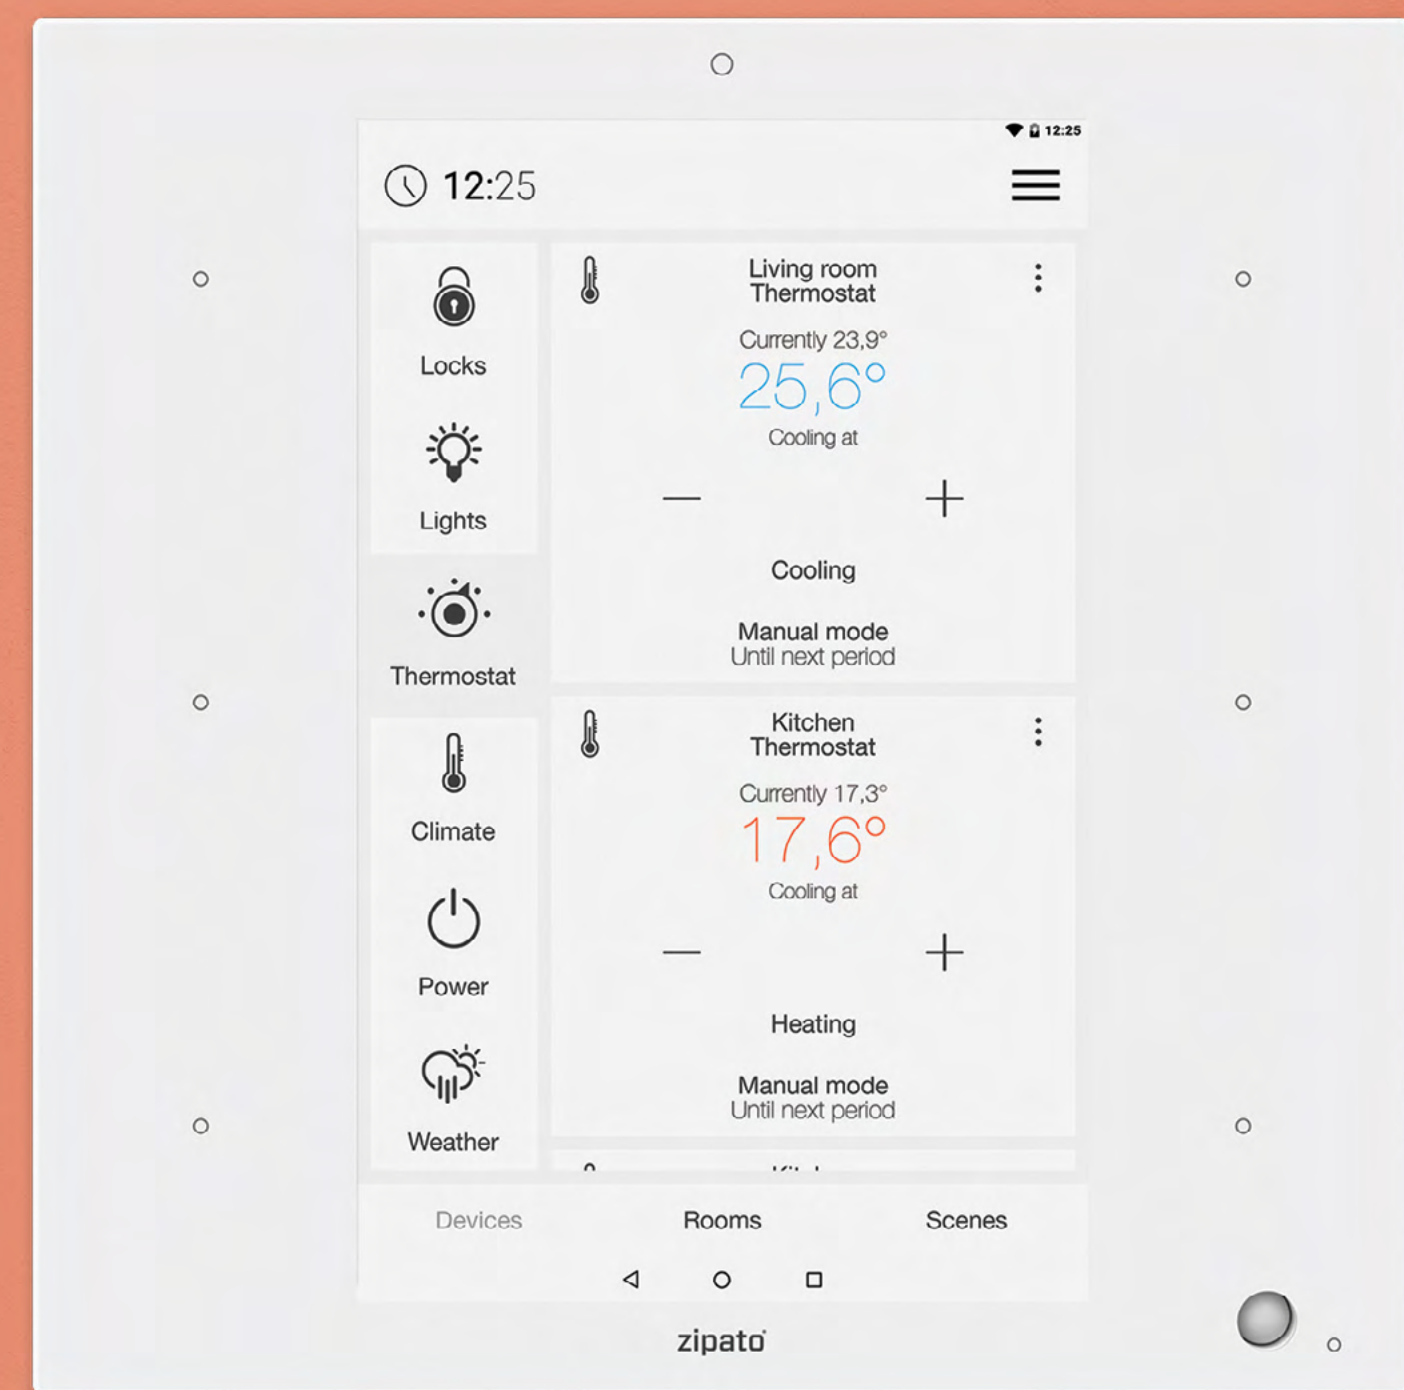 12:25
12:25
Locks
Lights
Thermostat
Climate
Power
Weather
Living room
Thermostat
Currently 23,9°
25,6°
Cooling at
Cooling
Manual mode
Until next period
Kitchen
Thermostat
Currently 17,3°
17,6°
Cooling at
Heating
Manual mode
Until next period
Devices
Rooms
Scenes
zipato